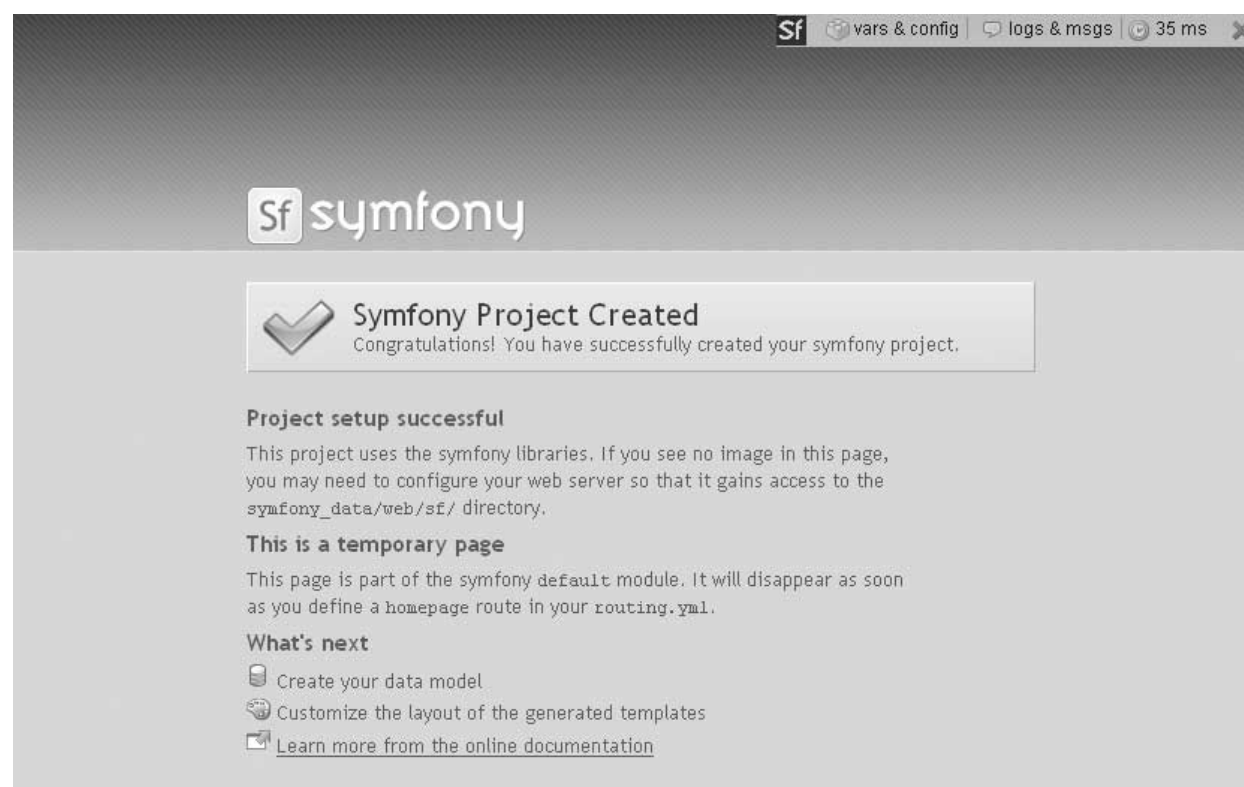 Sf vars & config logs & msgs 35 ms
Sf symfony
Symfony Project Created
Congratulations! You have successfully created your symfony project.
Project setup successful
This project uses the symfony libraries. If you see no image in this page,
you may need to configure your web server so that it gains access to the
symfony_data/web/sf/ directory.
This is a temporary page
This page is part of the symfony default module. It will disappear as soon
as you define a homepage route in your routing.yml.
What's next
Create your data model
Customize the layout of the generated templates
Learn more from the online documentation